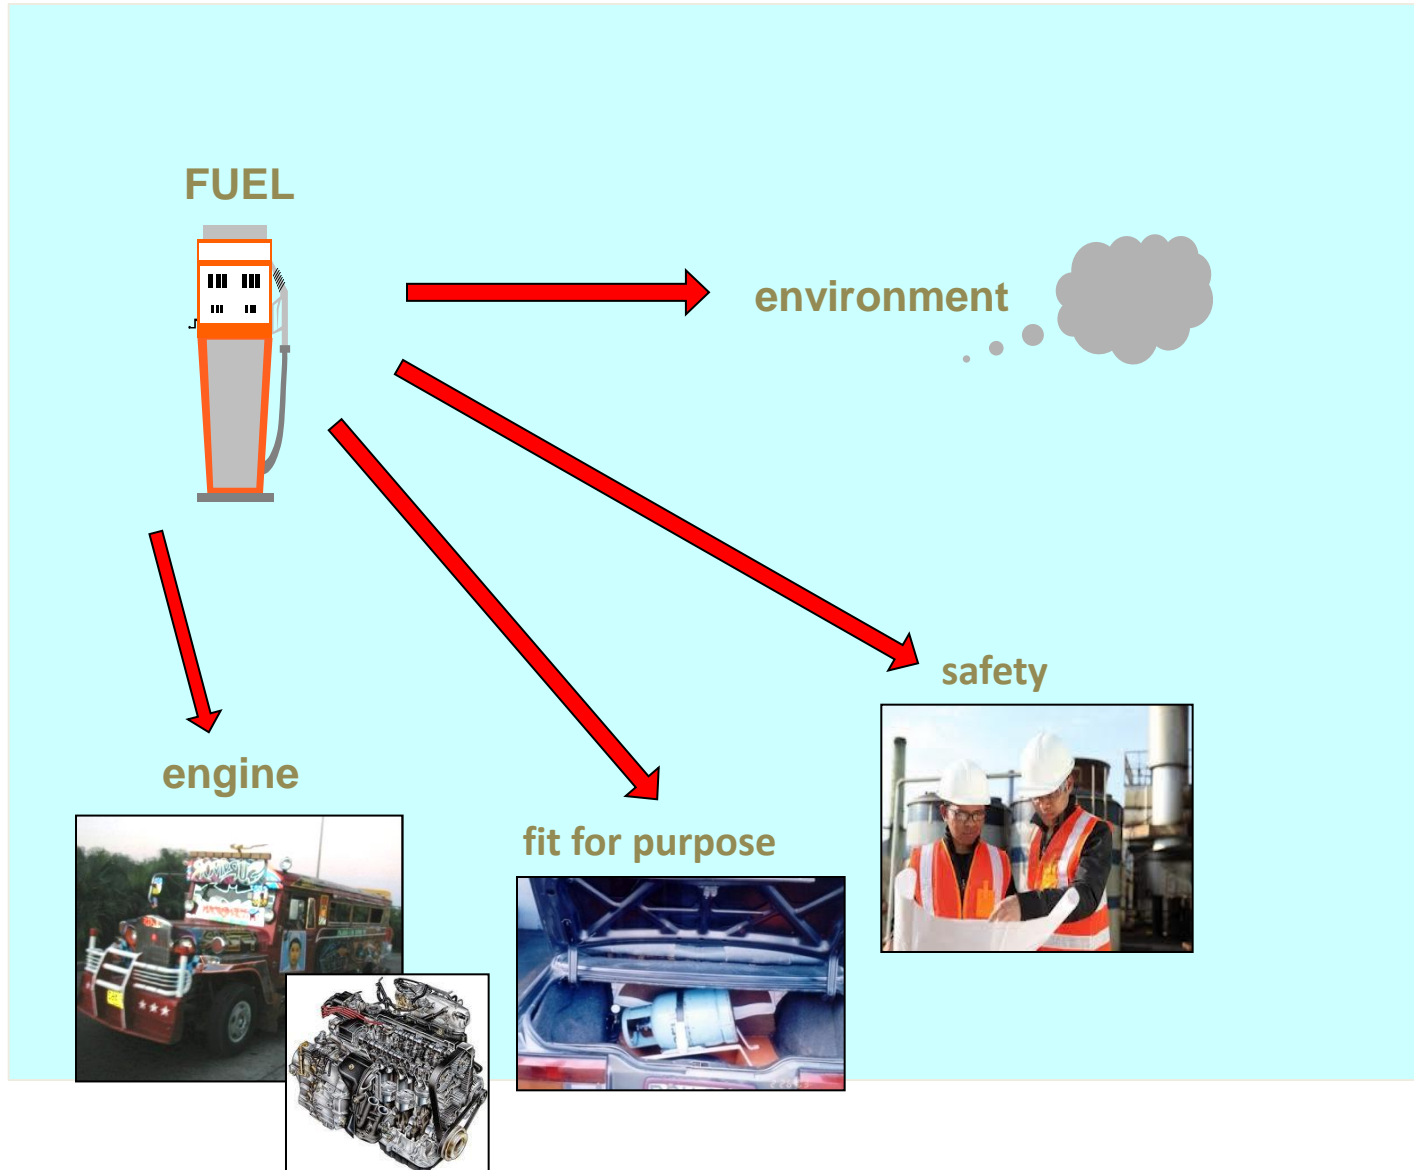 FUEL
environment
safety
engine
fit for purpose